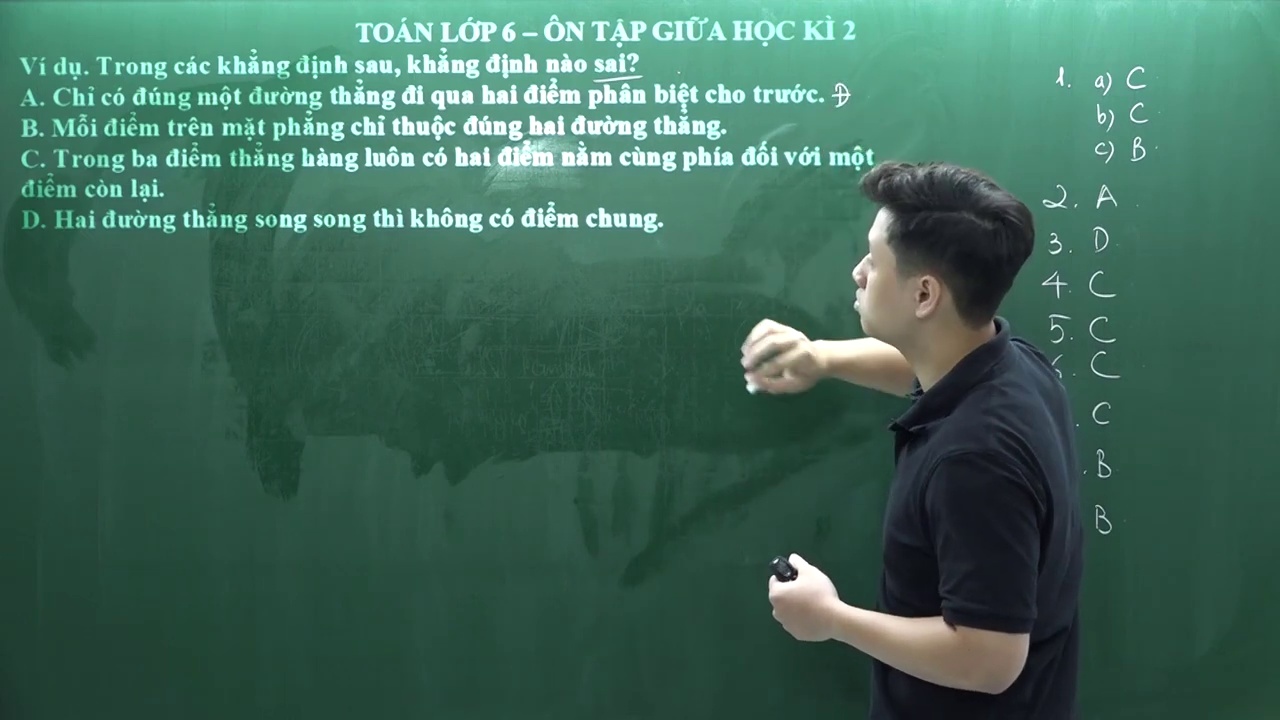 TOÁN LỚP 6 – ÔN TẬP GIỮA HỌC KÌ 2
Ví dụ. Trong các khẳng định sau, khẳng định nào sai?
A. Chỉ có đúng một đường thẳng đi qua hai điểm phân biệt cho trước. Đ
B. Mỗi điểm trên mặt phẳng chỉ thuộc đúng hai đường thẳng.
C. Trong ba điểm thẳng hàng luôn có hai điểm nằm cùng phía đối với một
điểm còn lại.
D. Hai đường thẳng song song thì không có điểm chung.
1. a) C
b) C
c) B
2. A
3. D
4. C
5. C
6. C
C
B
B